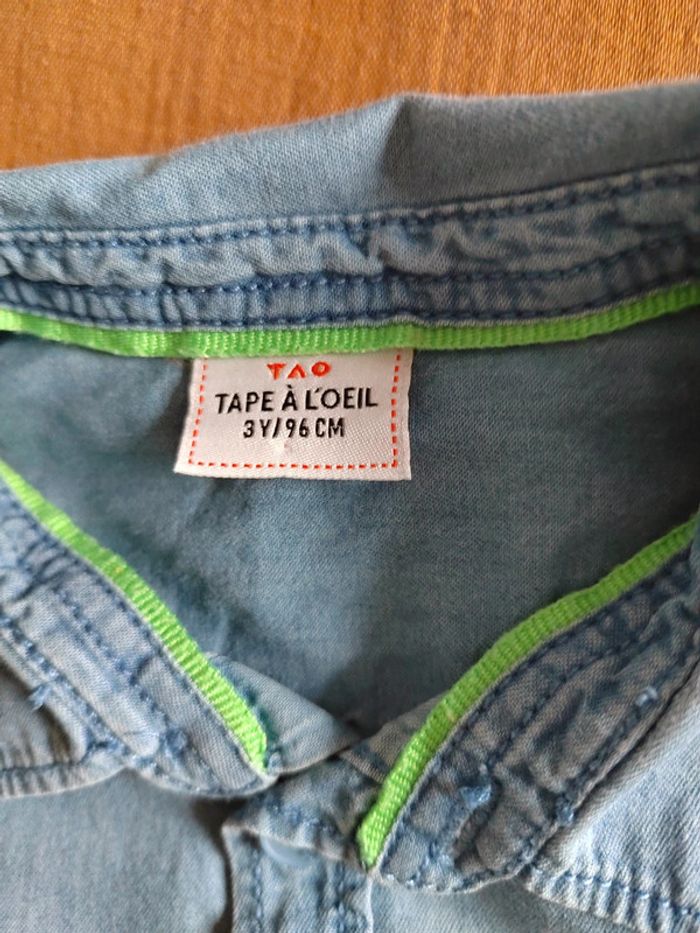 TAO
TAPE À L'OEIL
3Y/96CM